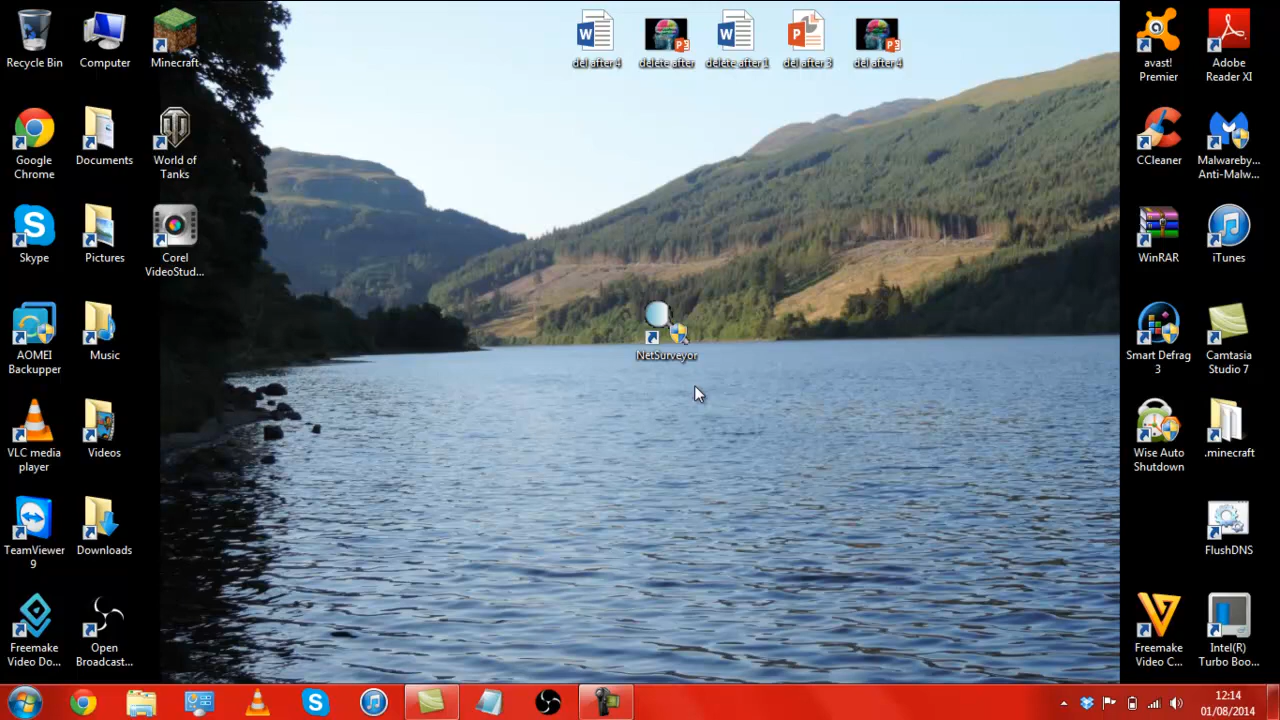 Recycle Bin
Computer
Minecraft
del after 4
delete after
delete after 1
del after 3
del after 4
avast!
Premier
Adobe
Reader XI
Google
Chrome
Documents
World of
Tanks
CCleaner
Malwareby...
Anti-Malw...
Skype
Pictures
Corel
VideoStud...
WinRAR
iTunes
AOMEI
Backupper
Music
NetSurveyor
Smart Defrag
3
Camtasia
Studio 7
VLC media
player
Videos
Wise Auto
Shutdown
.minecraft
TeamViewer
9
Downloads
FlushDNS
Freemake
Video Do...
Open
Broadcast...
Freemake
Video C...
Intel(R)
Turbo Boo...
12:14
01/08/2014